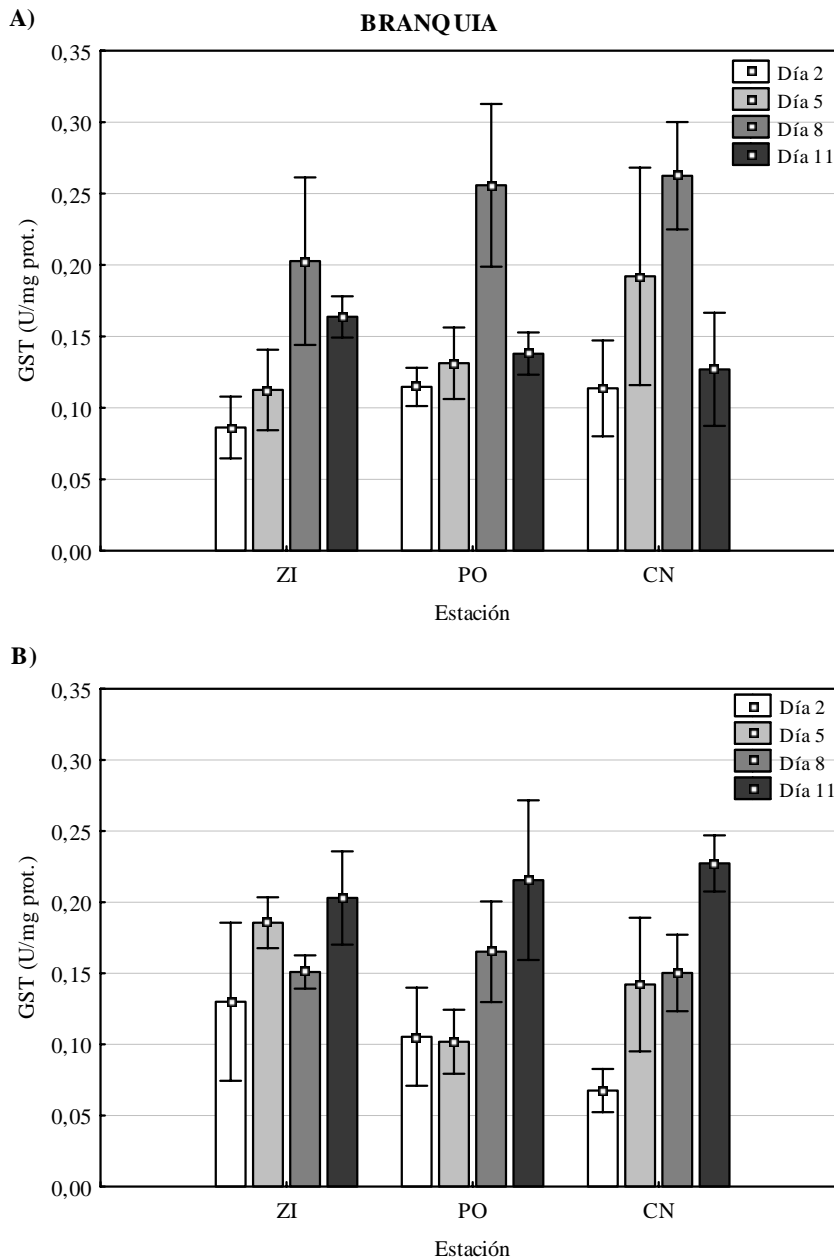 A)
BRANQUIA
0,35
0,30
0,25
0,20
0,15
0,10
0,05
0,00
GST (U/mg prot.)
Día 2
Día 5
Día 8
Día 11
ZI PO CN
Estación
B)
0,35
0,30
0,25
0,20
0,15
0,10
0,05
0,00
GST (U/mg prot.)
Día 2
Día 5
Día 8
Día 11
ZI PO CN
Estación